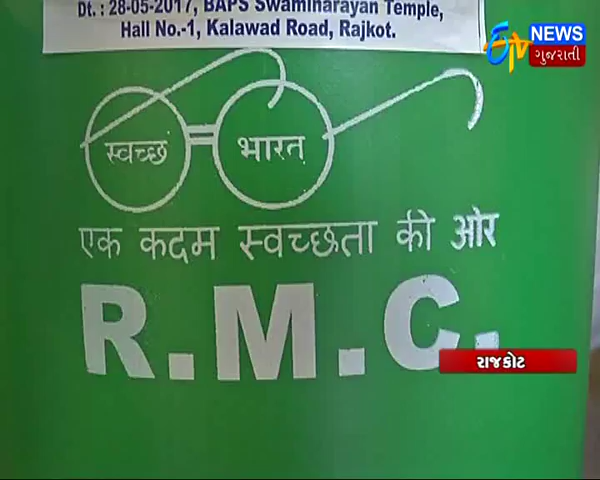 Dt. : 28-05-2017, BAPS Swaminarayan Temple,
Hall No.-1, Kalawad Road, Rajkot.
ETV NEWS
ગુજરાતી
स्वच्छ भारत
एक कदम स्वच्छता की ओर
R.M.C.
રાજકોટ